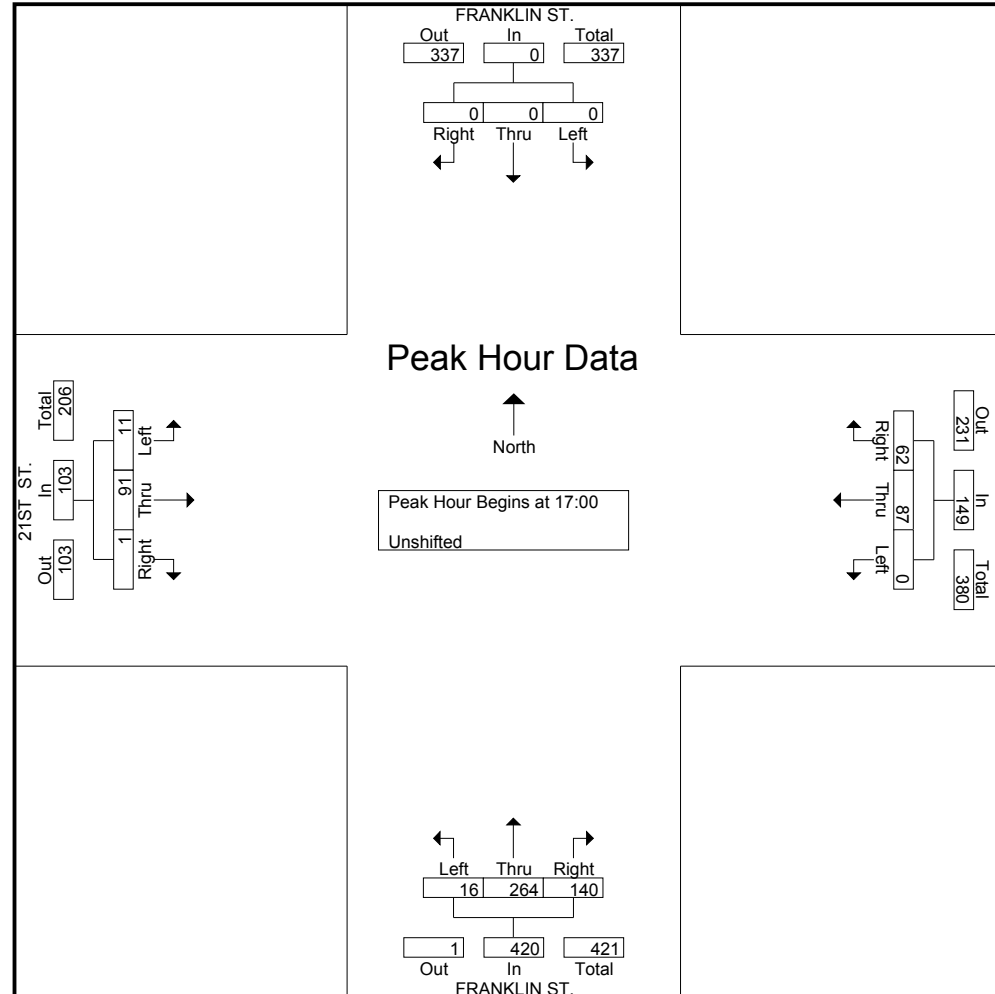 FRANKLIN ST.
Out In Total
337 0 337
0 0 0
Right Thru Left
Peak Hour Data
North
Peak Hour Begins at 17:00
Unshifted
21ST ST.
Total In Out
206 103 103
11 91 1
Left Thru Right
Out In Total
231 149 380
62 87 0
Right Thru Left
Left Thru Right
16 264 140
1 420 421
Out In Total
FRANKLIN ST.